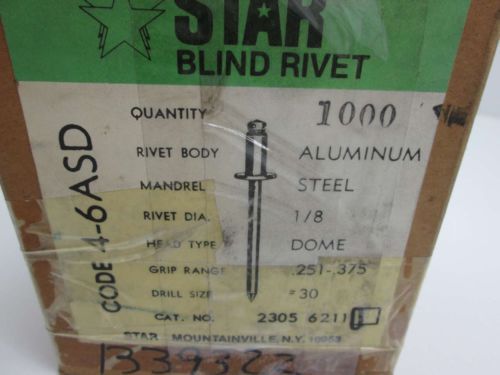 STAR
BLIND RIVET
CODE 4-6ASD
QUANTITY 1000
RIVET BODY ALUMINUM
MANDREL STEEL
RIVET DIA. 1/8
HEAD TYPE DOME
GRIP RANGE .251-.375
DRILL SIZE #30
CAT. NO. 2305 6211
STAR MOUNTAINVILLE, N.Y. 10953
339322